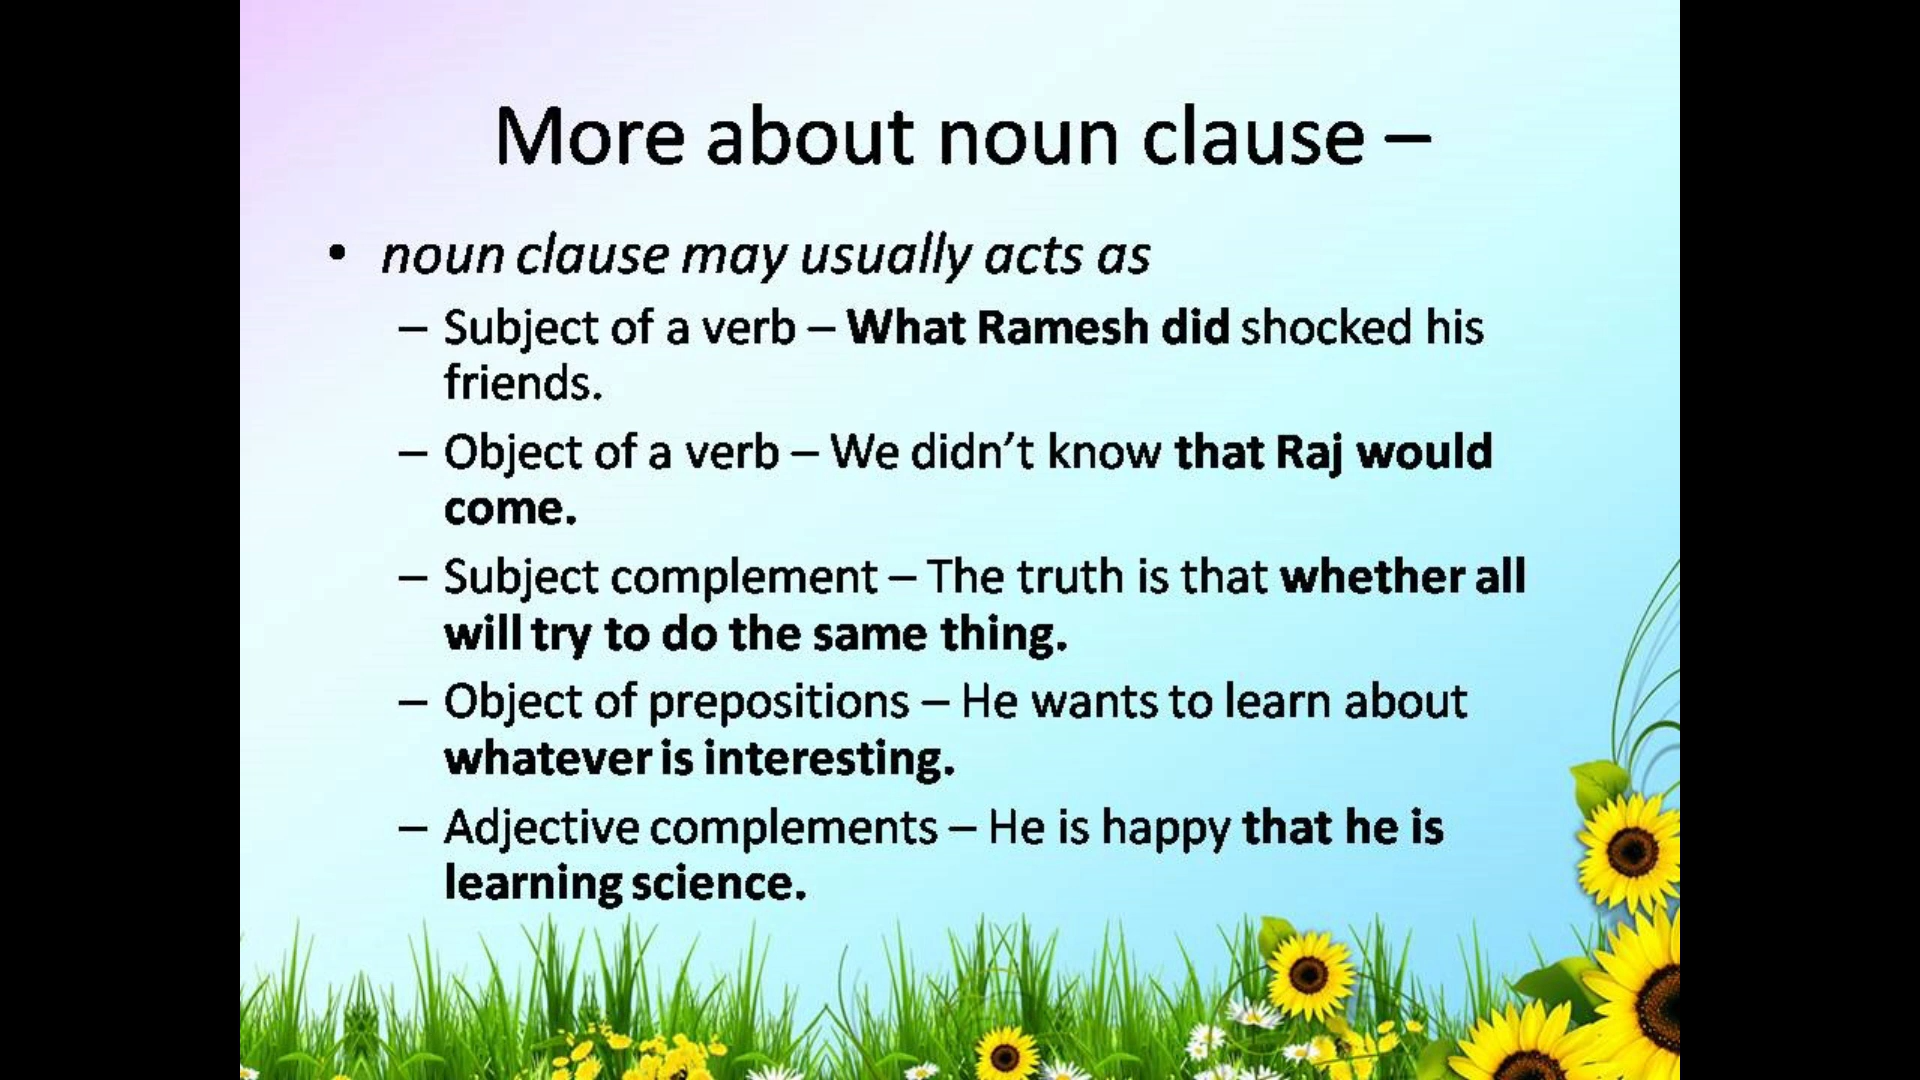 More about noun clause –
• noun clause may usually acts as
– Subject of a verb – What Ramesh did shocked his
friends.
– Object of a verb – We didn’t know that Raj would
come.
– Subject complement – The truth is that whether all
will try to do the same thing.
– Object of prepositions – He wants to learn about
whatever is interesting.
– Adjective complements – He is happy that he is
learning science.